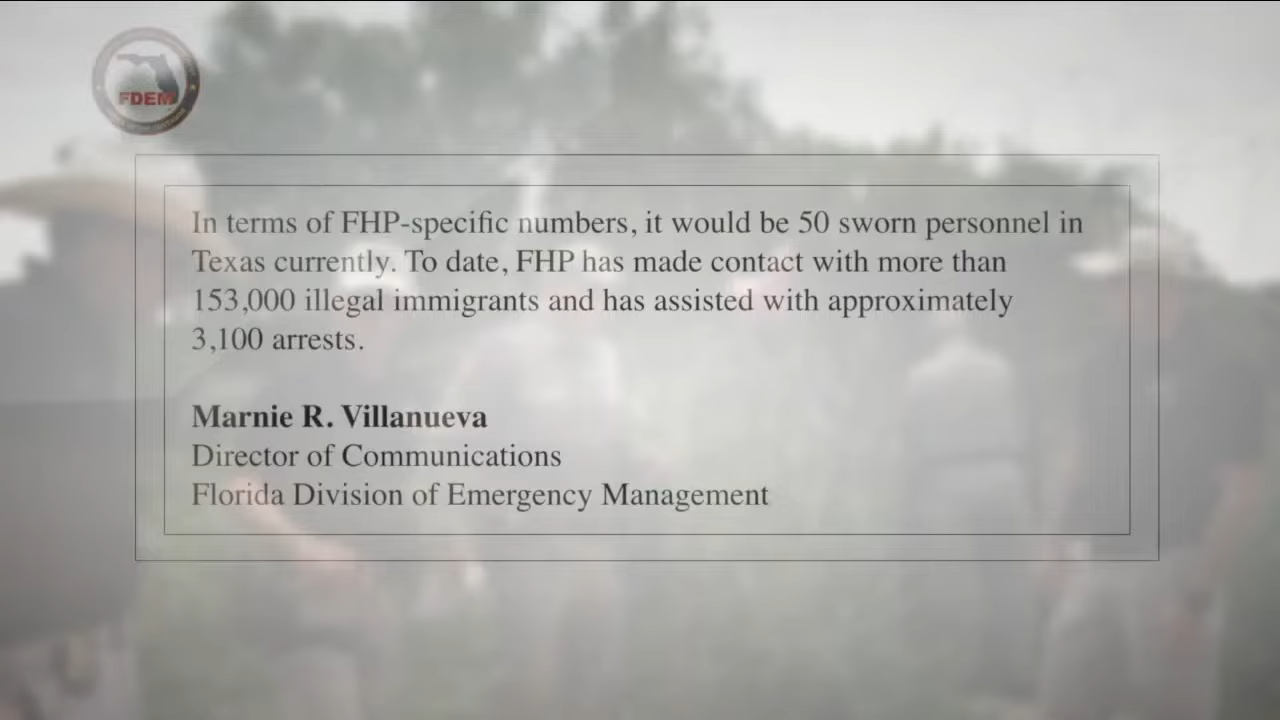 FDEM
In terms of FHP-specific numbers, it would be 50 sworn personnel in
Texas currently. To date, FHP has made contact with more than
153,000 illegal immigrants and has assisted with approximately
3,100 arrests.
Marnie R. Villanueva
Director of Communications
Florida Division of Emergency Management